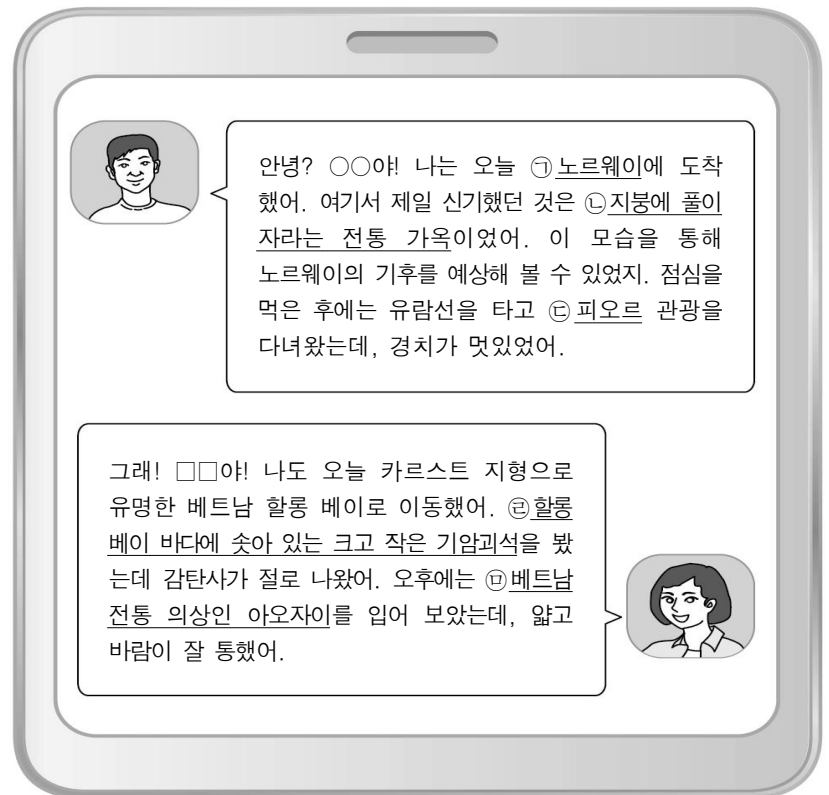 안녕? ○○야! 나는 오늘 ㉠노르웨이에 도착
했어. 여기서 제일 신기했던 것은 ㉡지붕에 풀이
자라는 전통 가옥이었어. 이 모습을 통해
노르웨이의 기후를 예상해 볼 수 있었지. 점심을
먹은 후에는 유람선을 타고 ㉢피오르 관광을
다녀왔는데, 경치가 멋있었어.
그래! □□야! 나도 오늘 카르스트 지형으로
유명한 베트남 할롱 베이로 이동했어. ㉣할롱
베이 바다에 솟아 있는 크고 작은 기암괴석을 봤
는데 감탄사가 절로 나왔어. 오후에는 ㉤베트남
전통 의상인 아오자이를 입어 보았는데, 얇고
바람이 잘 통했어.